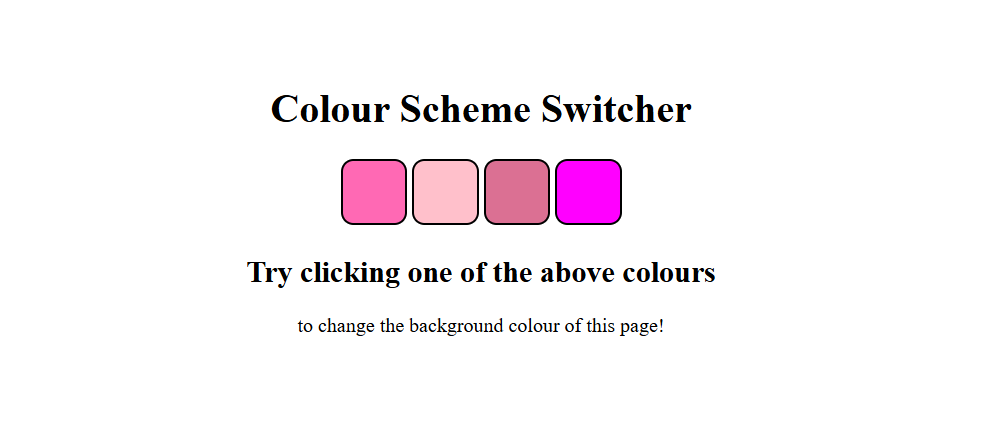 Colour Scheme Switcher
Try clicking one of the above colours
to change the background colour of this page!